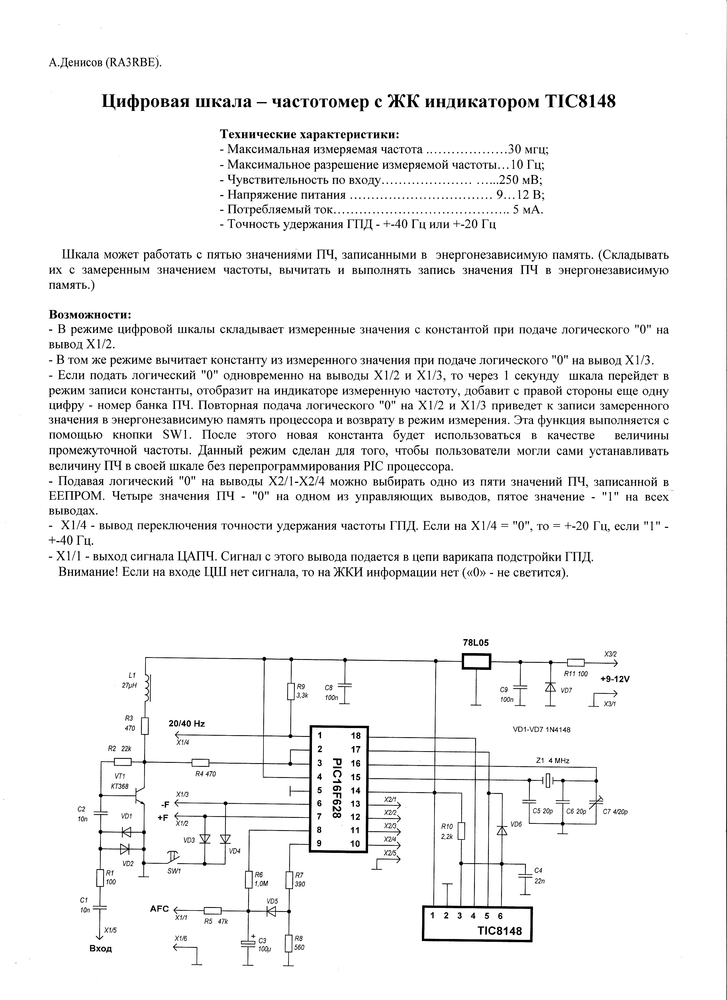 А.Денисов (RA3RBE).
Цифровая шкала – частотомер с ЖК индикатором TIC8148
Технические характеристики:
- Максимальная измеряемая частота ………………..30 мгц;
- Максимальное разрешение измеряемой частоты…10 Гц;
- Чувствительность по входу………………… …...250 мВ;
- Напряжение питания …………………………… 9…12 В;
- Потребляемый ток………………………………….. 5 мА.
- Точность удержания ГПД - +-40 Гц или +-20 Гц
Шкала может работать с пятью значениями ПЧ, записанными в энергонезависимую память. (Складывать
их с замеренным значением частоты, вычитать и выполнять запись значения ПЧ в энергонезависимую
память.)
Возможности:
- В режиме цифровой шкалы складывает измеренные значения с константой при подаче логического "0" на
вывод X1/2.
- В том же режиме вычитает константу из измеренного значения при подаче логического "0" на вывод X1/3.
- Если подать логический "0" одновременно на выводы X1/2 и X1/3, то через 1 секунду шкала перейдет в
режим записи константы, отобразит на индикаторе измеренную частоту, добавит с правой стороны еще одну
цифру - номер банка ПЧ. Повторная подача логического "0" на X1/2 и X1/3 приведет к записи замеренного
значения в энергонезависимую память процессора и возврату в режим измерения. Эта функция выполняется с
помощью кнопки SW1. После этого новая константа будет использоваться в качестве величины
промежуточной частоты. Данный режим сделан для того, чтобы пользователи могли сами устанавливать
величину ПЧ в своей шкале без перепрограммирования PIC процессора.
- Подавая логический "0" на выводы X2/1-X2/4 можно выбирать одно из пяти значений ПЧ, записанной в
ЕЕПРОМ. Четыре значения ПЧ - "0" на одном из управляющих выводов, пятое значение - "1" на всех
выводах.
- X1/4 - вывод переключения точности удержания частоты ГПД. Если на X1/4 = "0", то = +-20 Гц, если "1" -
+-40 Гц.
- X1/1 - выход сигнала ЦАПЧ. Сигнал с этого вывода подается в цепи варикапа подстройки ГПД.
Внимание! Если на входе ЦШ нет сигнала, то на ЖКИ информации нет («0» - не светится).
78L05
X3/2
R11 100
+9-12V
X3/1
L1
27µH
R9
3,3k
C8
100n
C9
100n
VD7
R3
470
20/40 Hz
X1/4
VD1-VD7 1N4148
R2 22k
R4 470
VT1
KT368
PIC16F628
1 18
2 17
3 16
4 15
5 14
6 13
7 12
8 11
9 10
Z1 4 MHz
X1/3
-F
+F
X1/2
X2/1
X2/2
X2/3
X2/4
X2/5
C5 20p
C6 20p
C7 4/20p
C2
10n
VD1
VD3
VD4
R10
2,2k
VD6
VD2
SW1
R1
100
R6
1,0M
R7
390
C4
22n
C1
10n
AFC
X1/1
R5 47k
VD5
1 2 3 4 5 6
TIC8148
X1/5
Вход
X1/6
+
C3
100µ
R8
560